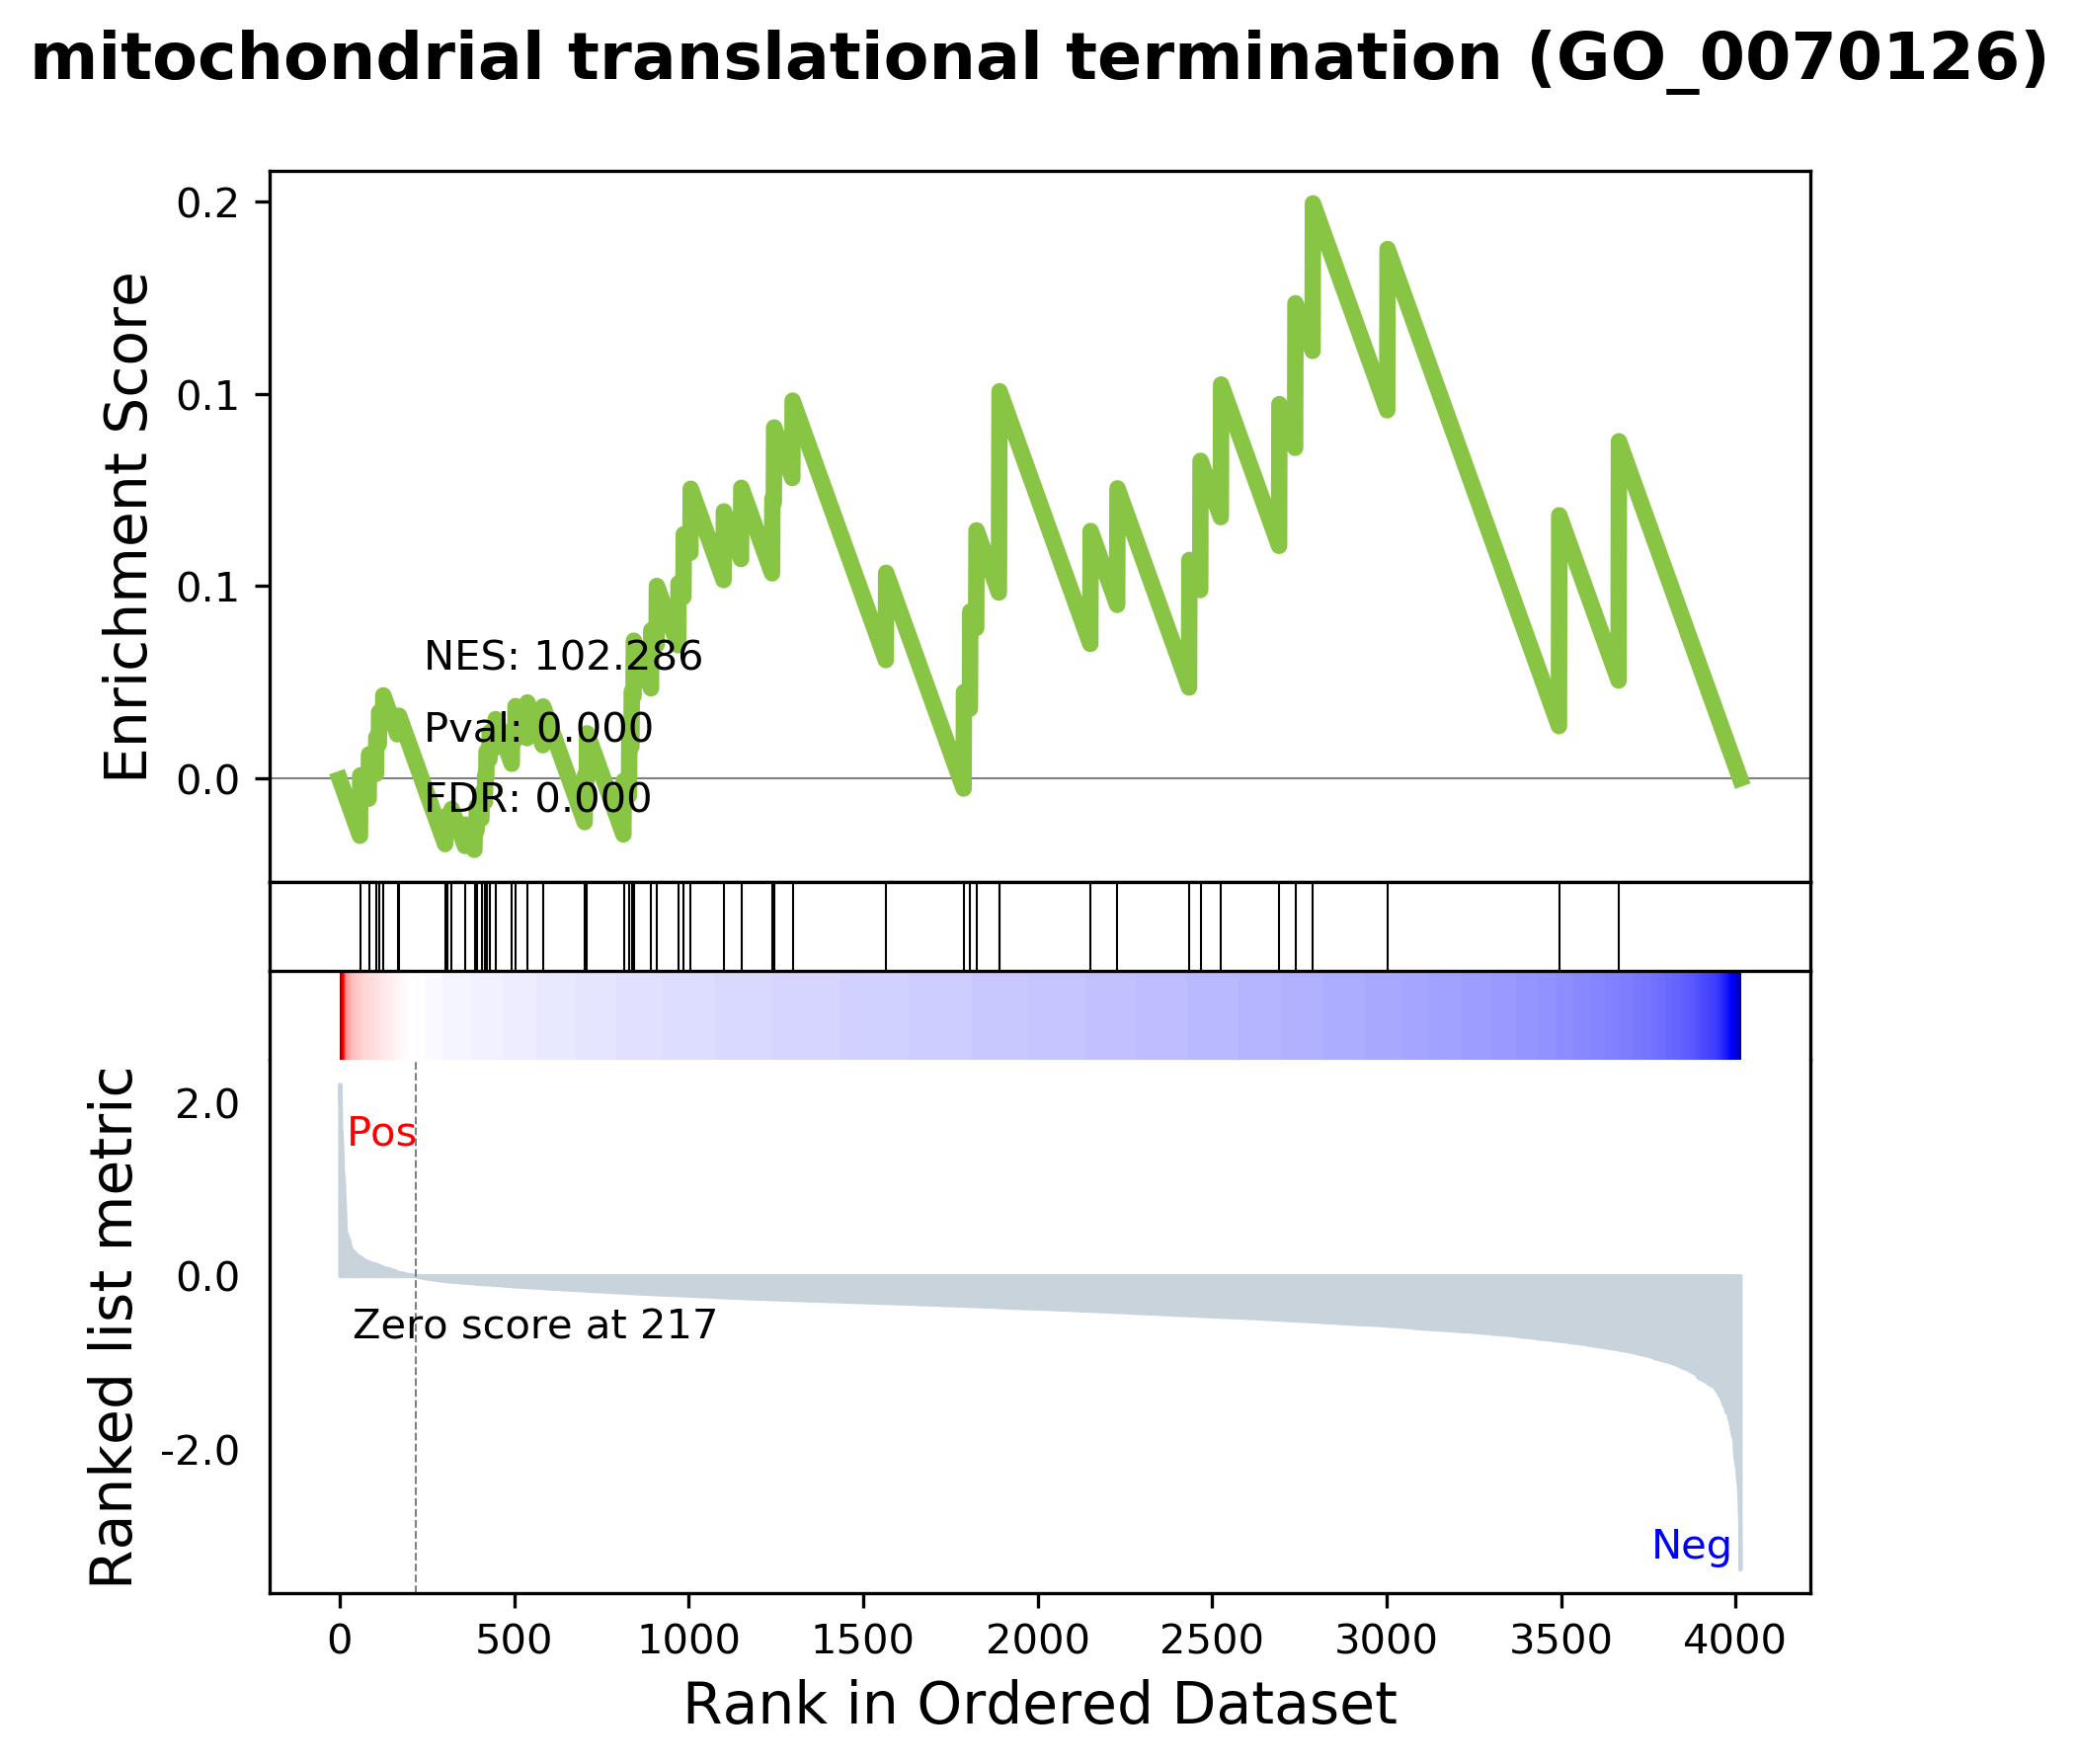 mitochondrial translational termination (GO_0070126)
Enrichment Score
0.2
0.1
0.1
0.0
NES: 102.286
Pval: 0.000
FDR: 0.000
Ranked list metric
2.0
0.0
-2.0
Pos
Zero score at 217
Neg
0 500 1000 1500 2000 2500 3000 3500 4000
Rank in Ordered Dataset